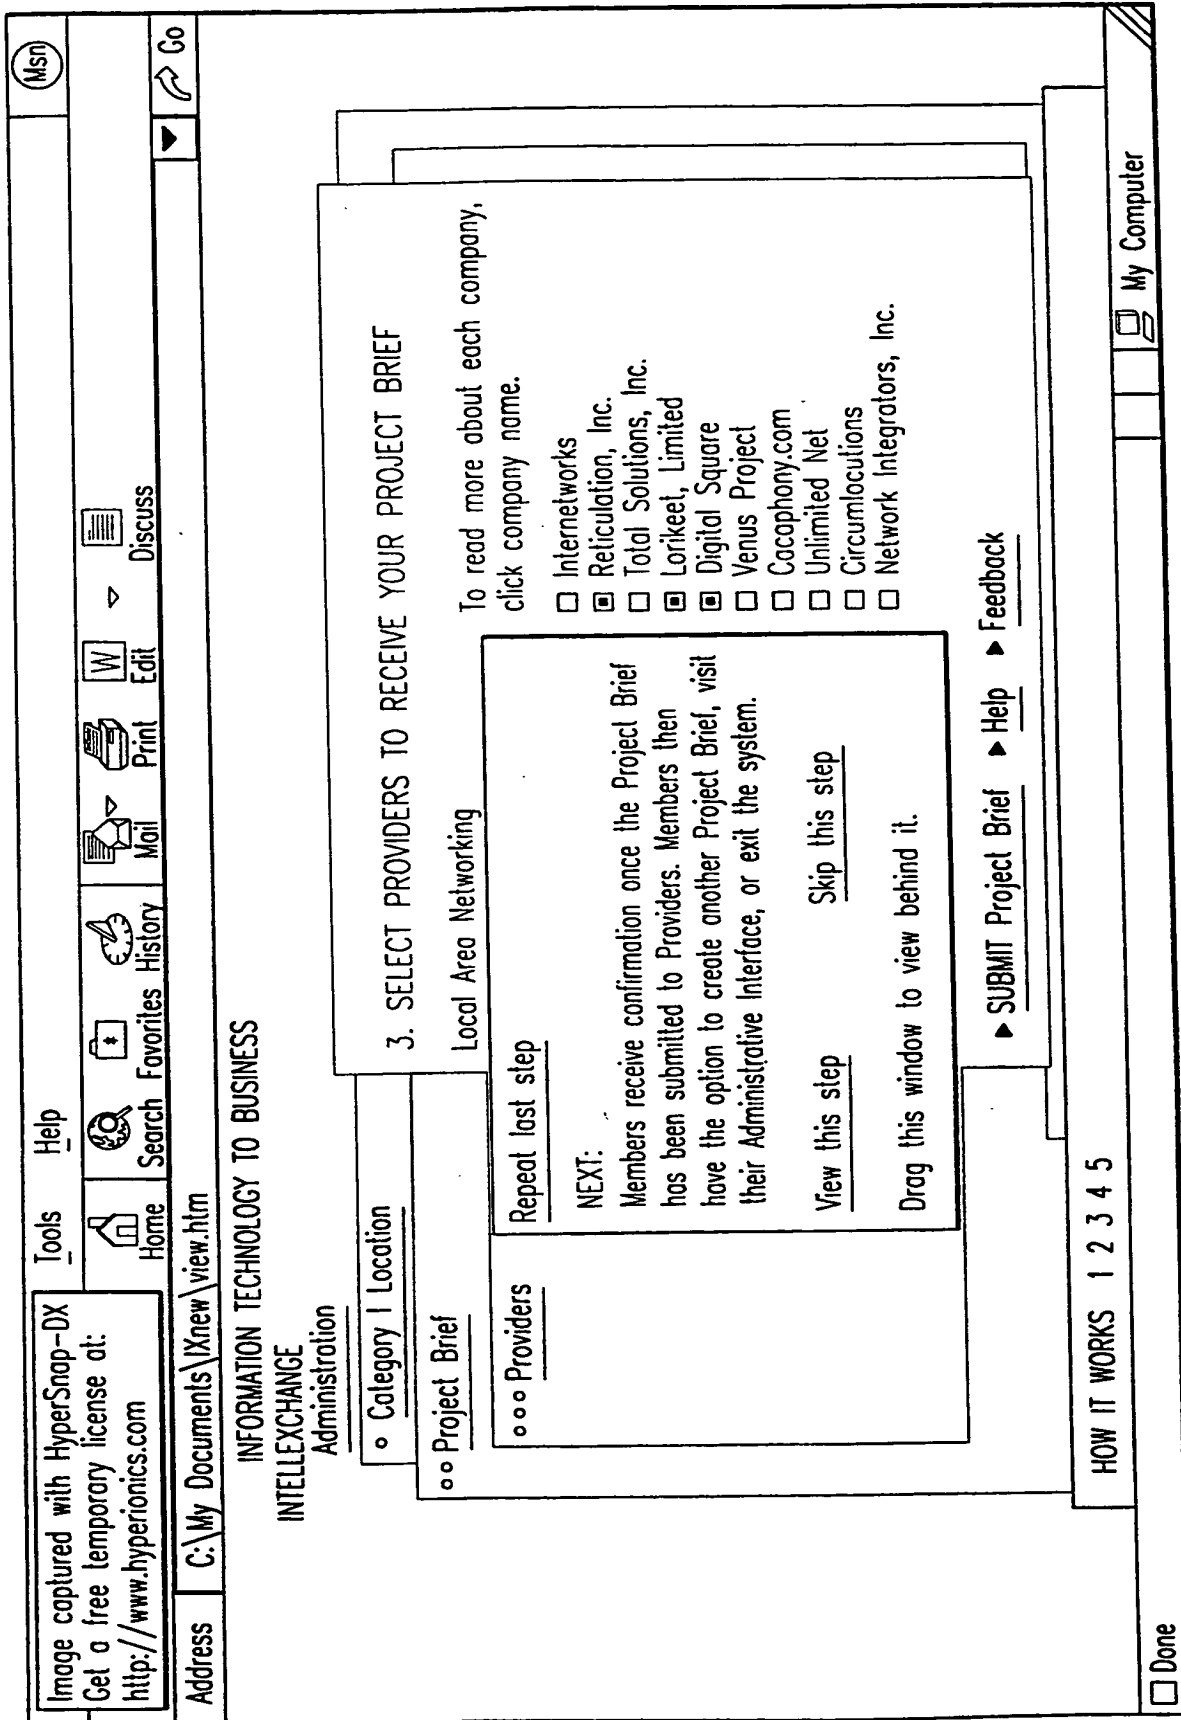 Image captured with HyperSnap-DX
Get a free temporary license at:
http://www.hyperionics.com
Tools Help
Msn
Home
Search
Favorites
History
Mail
Print
W
Edit
Discuss
Address C:\My Documents\IXnew\view.htm
Go
INFORMATION TECHNOLOGY TO BUSINESS
INTELLEXCHANGE
Administration
Category | Location
Project Brief
Providers
3. SELECT PROVIDERS TO RECEIVE YOUR PROJECT BRIEF
Local Area Networking
To read more about each company,
click company name.
Internetworks
Reticulation, Inc.
Total Solutions, Inc.
Lorikeet, Limited
Digital Square
Venus Project
Cacophony.com
Unlimited Net
Circumlocutions
Network Integrators, Inc.
Repeat last step
NEXT:
Members receive confirmation once the Project Brief
has been submitted to Providers. Members then
have the option to create another Project Brief, visit
their Administrative Interface, or exit the system.
View this step Skip this step
Drag this window to view behind it.
SUBMIT Project Brief Help Feedback
HOW IT WORKS 1 2 3 4 5
Done
My Computer